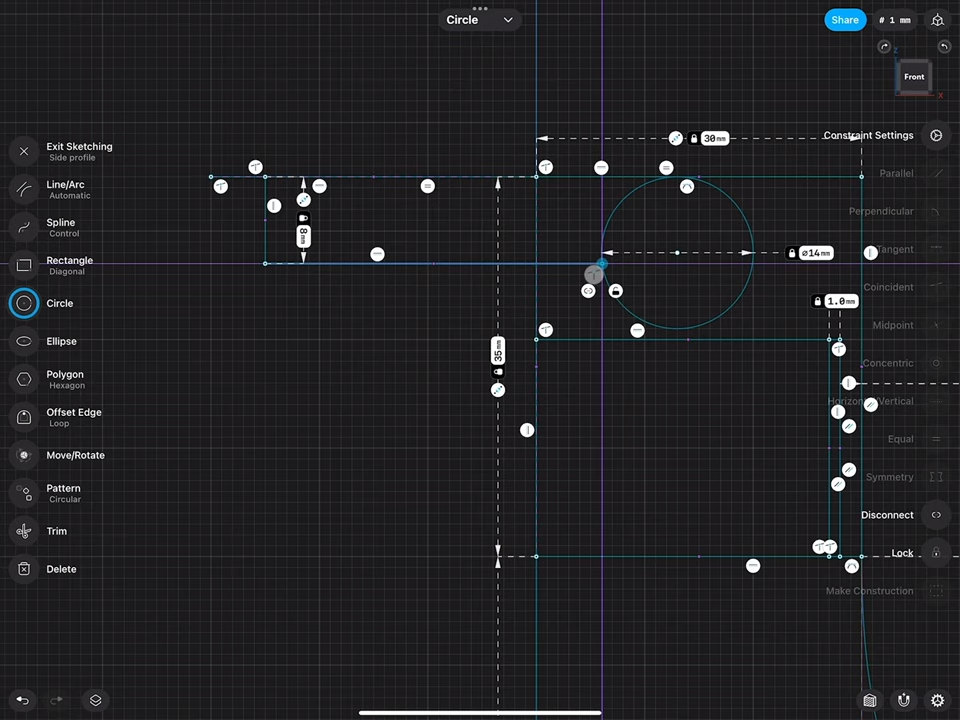 Circle
Share
# 1 mm
Z
Front
X
Exit Sketching
Side profile
Line/Arc
Automatic
Spline
Control
Rectangle
Diagonal
Circle
Ellipse
Polygon
Hexagon
Offset Edge
Loop
Move/Rotate
Pattern
Circular
Trim
Delete
30mm
8mm
⌀14mm
1.0mm
35mm
Constraint Settings
Parallel
Perpendicular
Tangent
Coincident
Midpoint
Concentric
Horizontal/Vertical
Equal
Symmetry
Disconnect
Lock
Make Construction